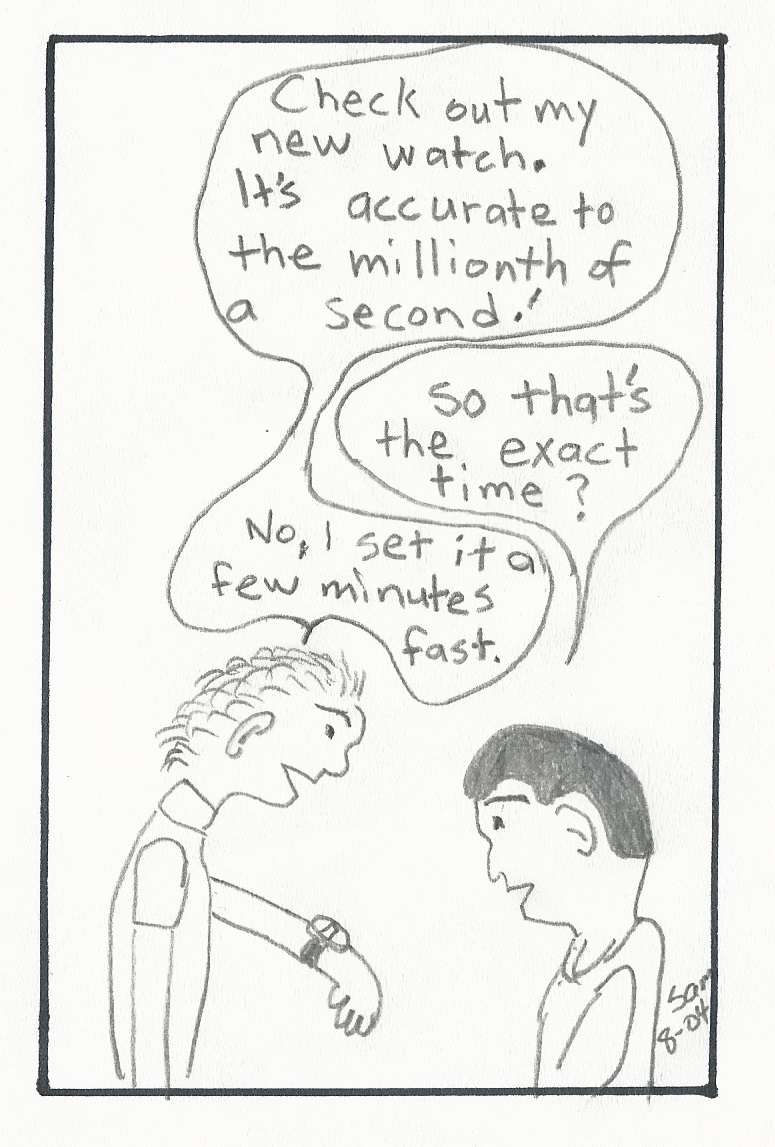 Check out my
new watch.
It's accurate to
the millionth of
a second!
So that's
the exact
time?
No, I set it a
few minutes
fast.
Sam
8-04